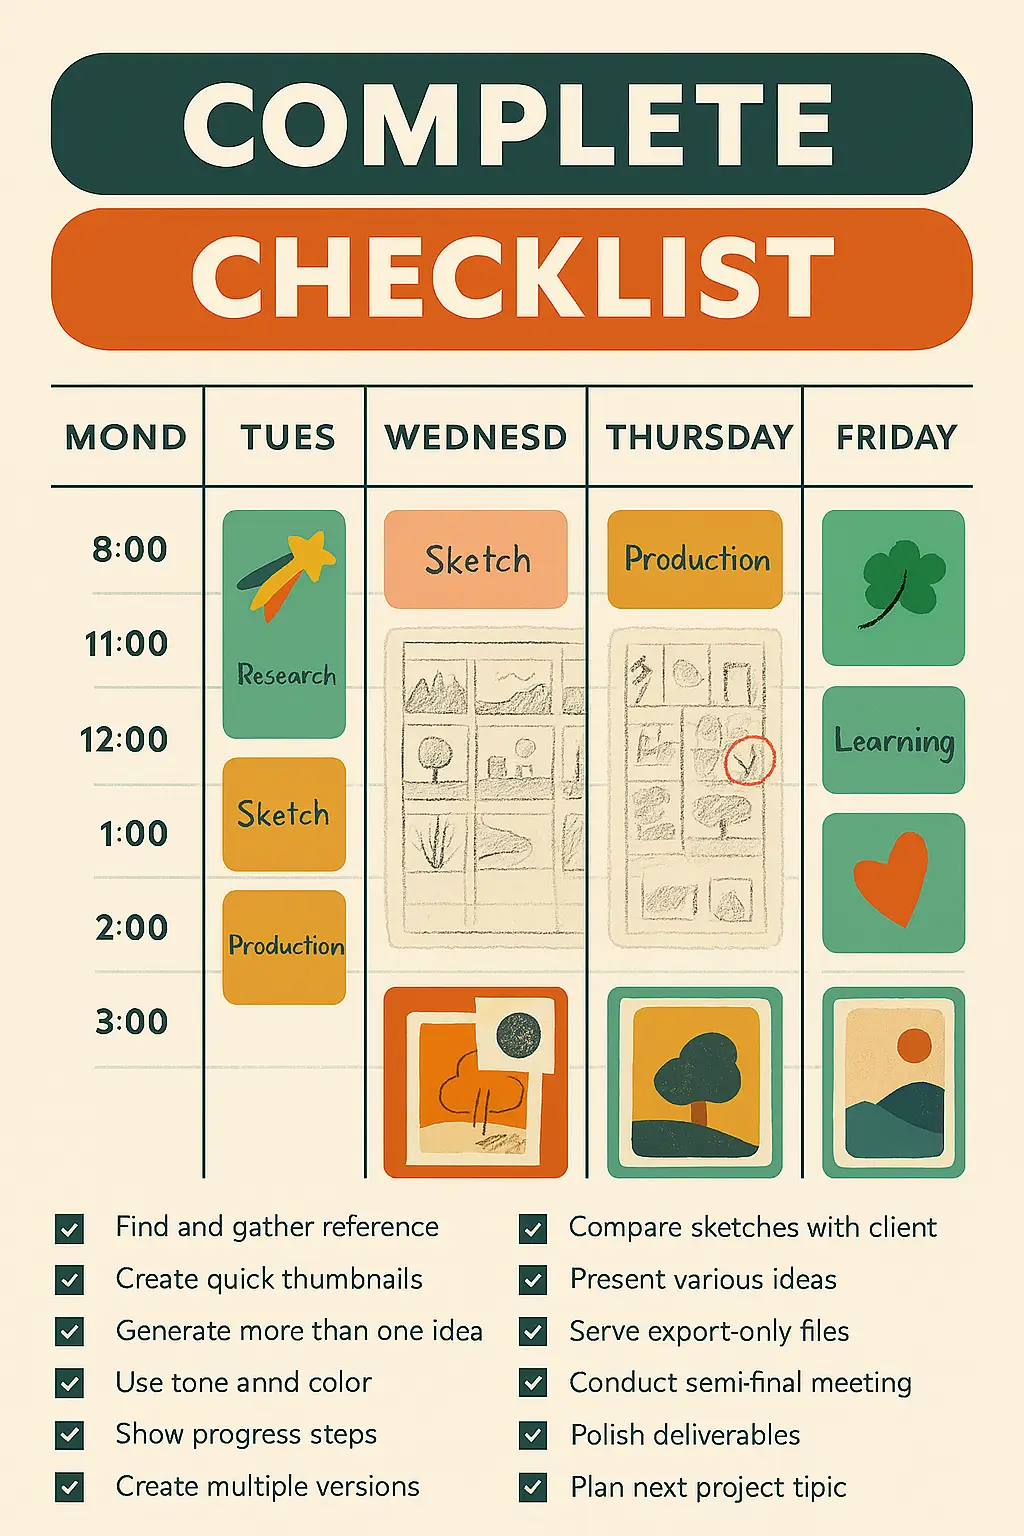 COMPLETE
CHECKLIST
MOND TUES WEDNESD THURSDAY FRIDAY
8:00
Sketch
Production
11:00
Research
12:00
Learning
1:00
Sketch
2:00
Production
3:00
Find and gather reference
Create quick thumbnails
Generate more than one idea
Use tone annd color
Show progress steps
Create multiple versions
Compare sketches with client
Present various ideas
Serve export-only files
Conduct semi-final meeting
Polish deliverables
Plan next project tipic